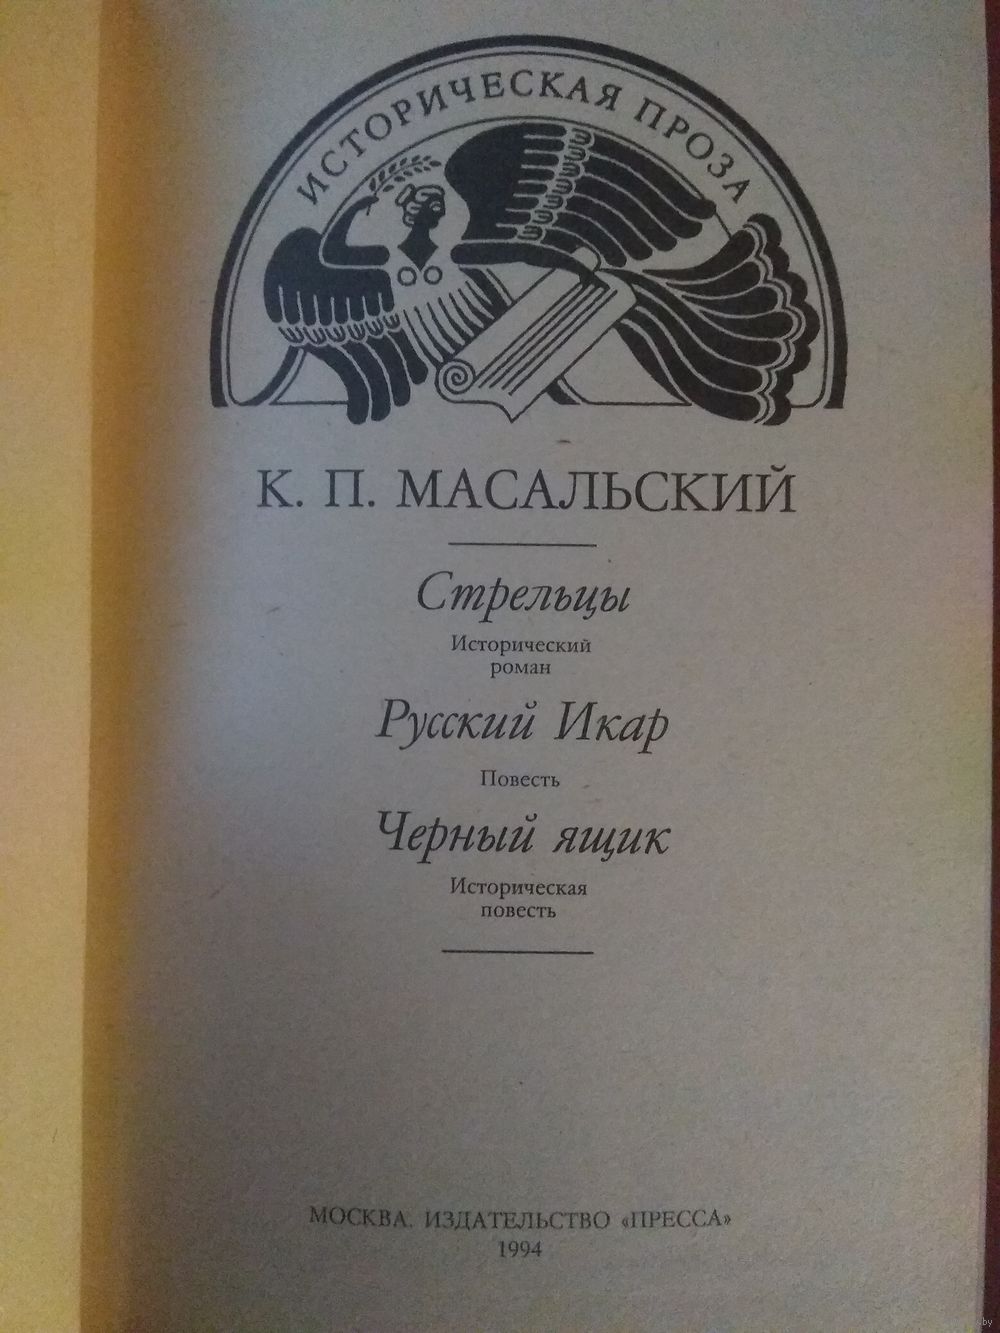 ИСТОРИЧЕСКАЯ ПРОЗА
К. П. МАСАЛЬСКИЙ
Стрельцы
Исторический
роман
Русский Икар
Повесть
Черный ящик
Историческая
повесть
МОСКВА. ИЗДАТЕЛЬСТВО «ПРЕССА»
1994